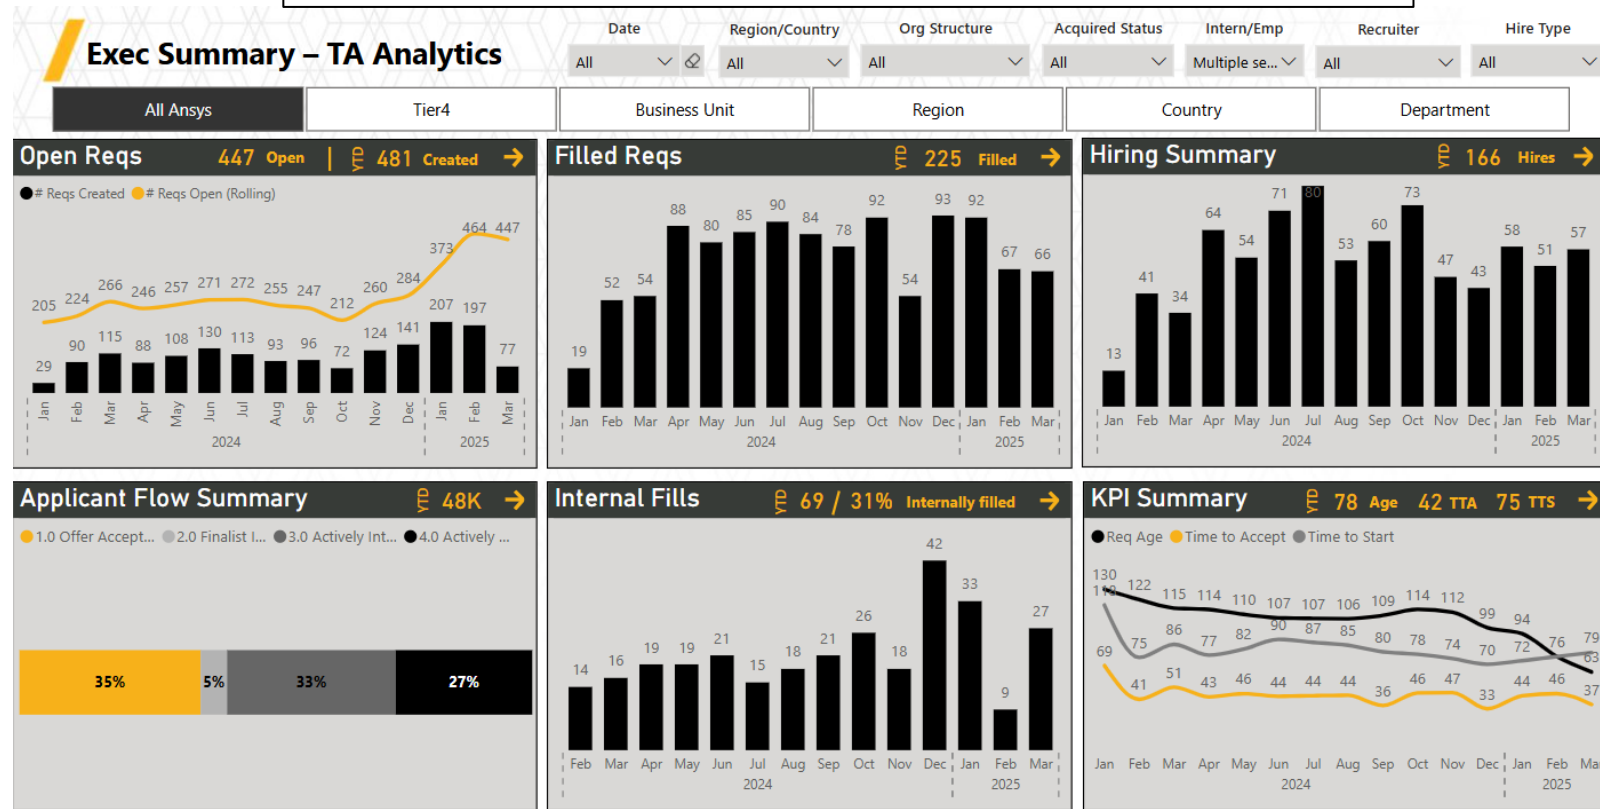 Exec Summary – TA Analytics
Date
Region/Country
Org Structure
Acquired Status
Intern/Emp
Recruiter
Hire Type
All
All
All
All
Multiple se...
All
All
All Ansys
Tier4
Business Unit
Region
Country
Department
Open Reqs
447 Open | YTD 481 Created
# Reqs Created # Reqs Open (Rolling)
205 224 266 246 257 271 272 255 247 212 260 284 373 464 447
29 90 115 88 108 130 113 93 96 72 124 141 207 197 77
Jan Feb Mar Apr May Jun Jul Aug Sep Oct Nov Dec Jan Feb Mar
2024 2025
Filled Reqs
YTD 225 Filled
19 52 54 88 80 85 90 84 78 92 54 93 92 67 66
Jan Feb Mar Apr May Jun Jul Aug Sep Oct Nov Dec Jan Feb Mar
2024 2025
Hiring Summary
YTD 166 Hires
13 41 34 64 54 71 80 53 60 73 47 43 58 51 57
Jan Feb Mar Apr May Jun Jul Aug Sep Oct Nov Dec Jan Feb Mar
2024 2025
Applicant Flow Summary
YTD 48K
1.0 Offer Accept... 2.0 Finalist I... 3.0 Actively Int... 4.0 Actively ...
35% 5% 33% 27%
Internal Fills
YTD 69 / 31% Internally filled
14 16 19 19 21 15 18 21 26 18 42 33 9 27
Feb Mar Apr May Jun Jul Aug Sep Oct Nov Dec Jan Feb Mar
2024 2025
KPI Summary
YTD 78 Age 42 TTA 75 TTS
Req Age Time to Accept Time to Start
130 122 115 114 110 107 107 106 109 114 112 99 94 76 63
118 75 86 77 82 90 87 85 80 78 74 70 72 79
69 41 51 43 46 44 44 44 36 46 47 33 44 46 37
Jan Feb Mar Apr May Jun Jul Aug Sep Oct Nov Dec Jan Feb Ma
2024 2025